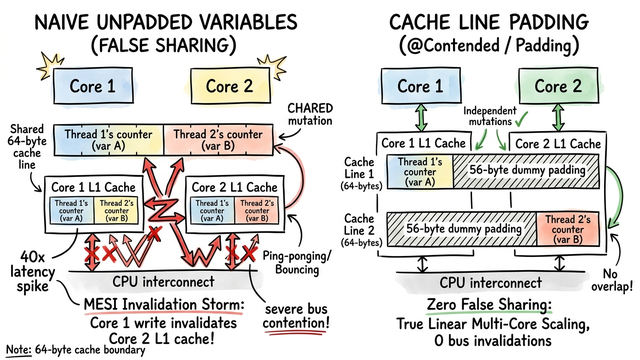 NAIVE UNPADDED VARIABLES
(FALSE SHARING)
Core 1
Core 2
CHARED
mutation
Shared
64-byte
cache
line
Thread 1's counter
(var A)
Thread 2's counter
(var B)
Core 1 L1 Cache
Thread 1's
counter
(var A)
Thread 2's
counter
(var B)
Core 2 L1 Cache
Thread 1's
counter
(var A)
Thread 2's
counter
(var B)
Ping-ponging/
Bouncing
40x
latency
spike
CPU interconnect
MESI Invalidation Storm:
Core 1 write invalidates
Core 2 L1 cache!
severe bus
contention!
Note: 64-byte cache boundary
CACHE LINE PADDING
(@Contended / Padding)
Core 1
Core 2
Independent
mutations
Core 1 L1 Cache
Core 2 L1 Cache
Cache
Line 1
(64-bytes)
Thread 1's
counter
(var A)
56-byte dummy padding
Cache
Line 2
(64-bytes)
56-byte dummy padding
Thread 2's
counter
(var B)
No
overlap!
CPU interconnect
Zero False Sharing:
True Linear Multi-Core Scaling,
0 bus invalidations